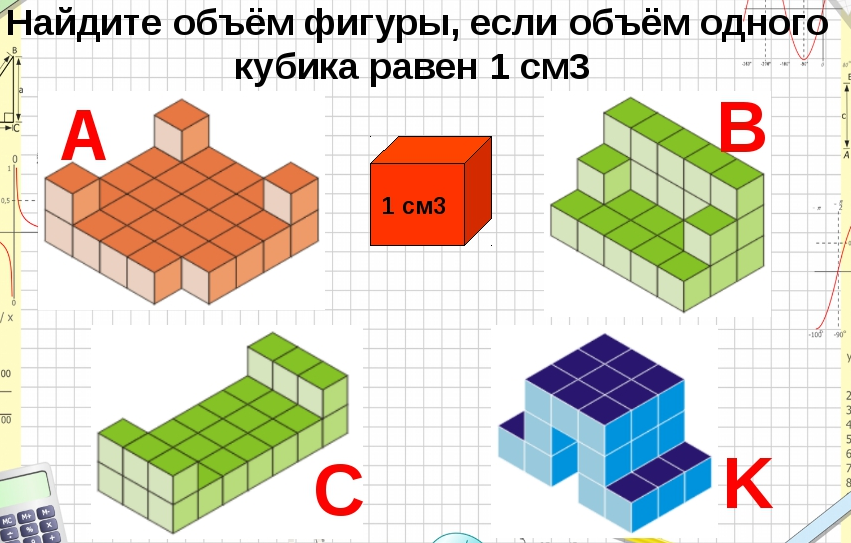 Найдите объём фигуры, если объём одного
кубика равен 1 см3
A
B
1 см3
C
K